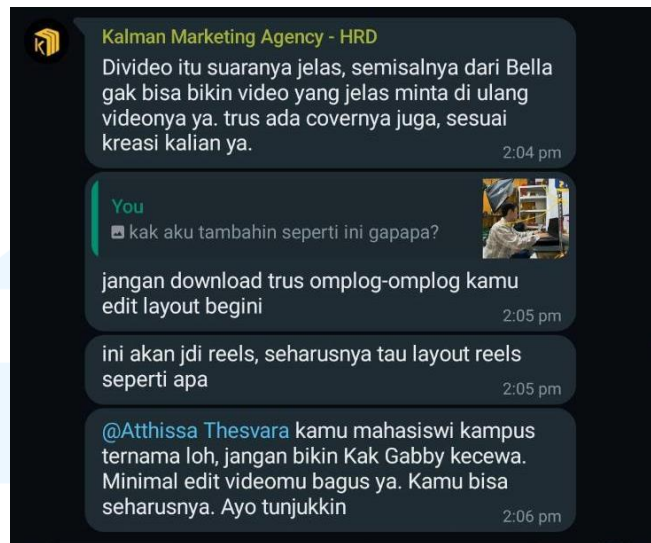 Kalman Marketing Agency - HRD
Divideo itu suaranya jelas, semisalnya dari Bella
gak bisa bikin video yang jelas minta di ulang
videonya ya. trus ada covernya juga, sesuai
kreasi kalian ya.
2:04 pm
You
kak aku tambahin seperti ini gapapa?
jangan download trus omplog-omplog kamu
edit layout begini
2:05 pm
ini akan jdi reels, seharusnya tau layout reels
seperti apa
2:05 pm
@Atthissa Thesvara kamu mahasiswi kampus
ternama loh, jangan bikin Kak Gabby kecewa.
Minimal edit videomu bagus ya. Kamu bisa
seharusnya. Ayo tunjukkin
2:06 pm